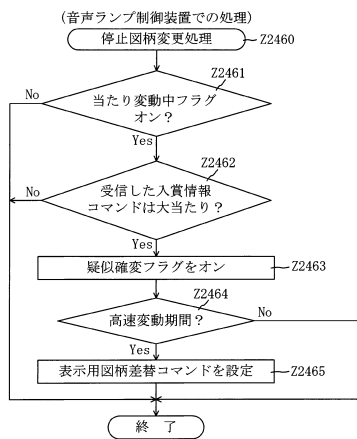 (音声ランプ制御装置での処理)
停止図柄変更処理
Z2460
Z2461
No
当たり変動中フラグ
オン?
Yes
Z2462
No
受信した入賞情報
コマンドは大当たり?
Yes
疑似確変フラグをオン
Z2463
Z2464
No
高速変動期間?
Yes
表示用図柄差替コマンドを設定
Z2465
終 了